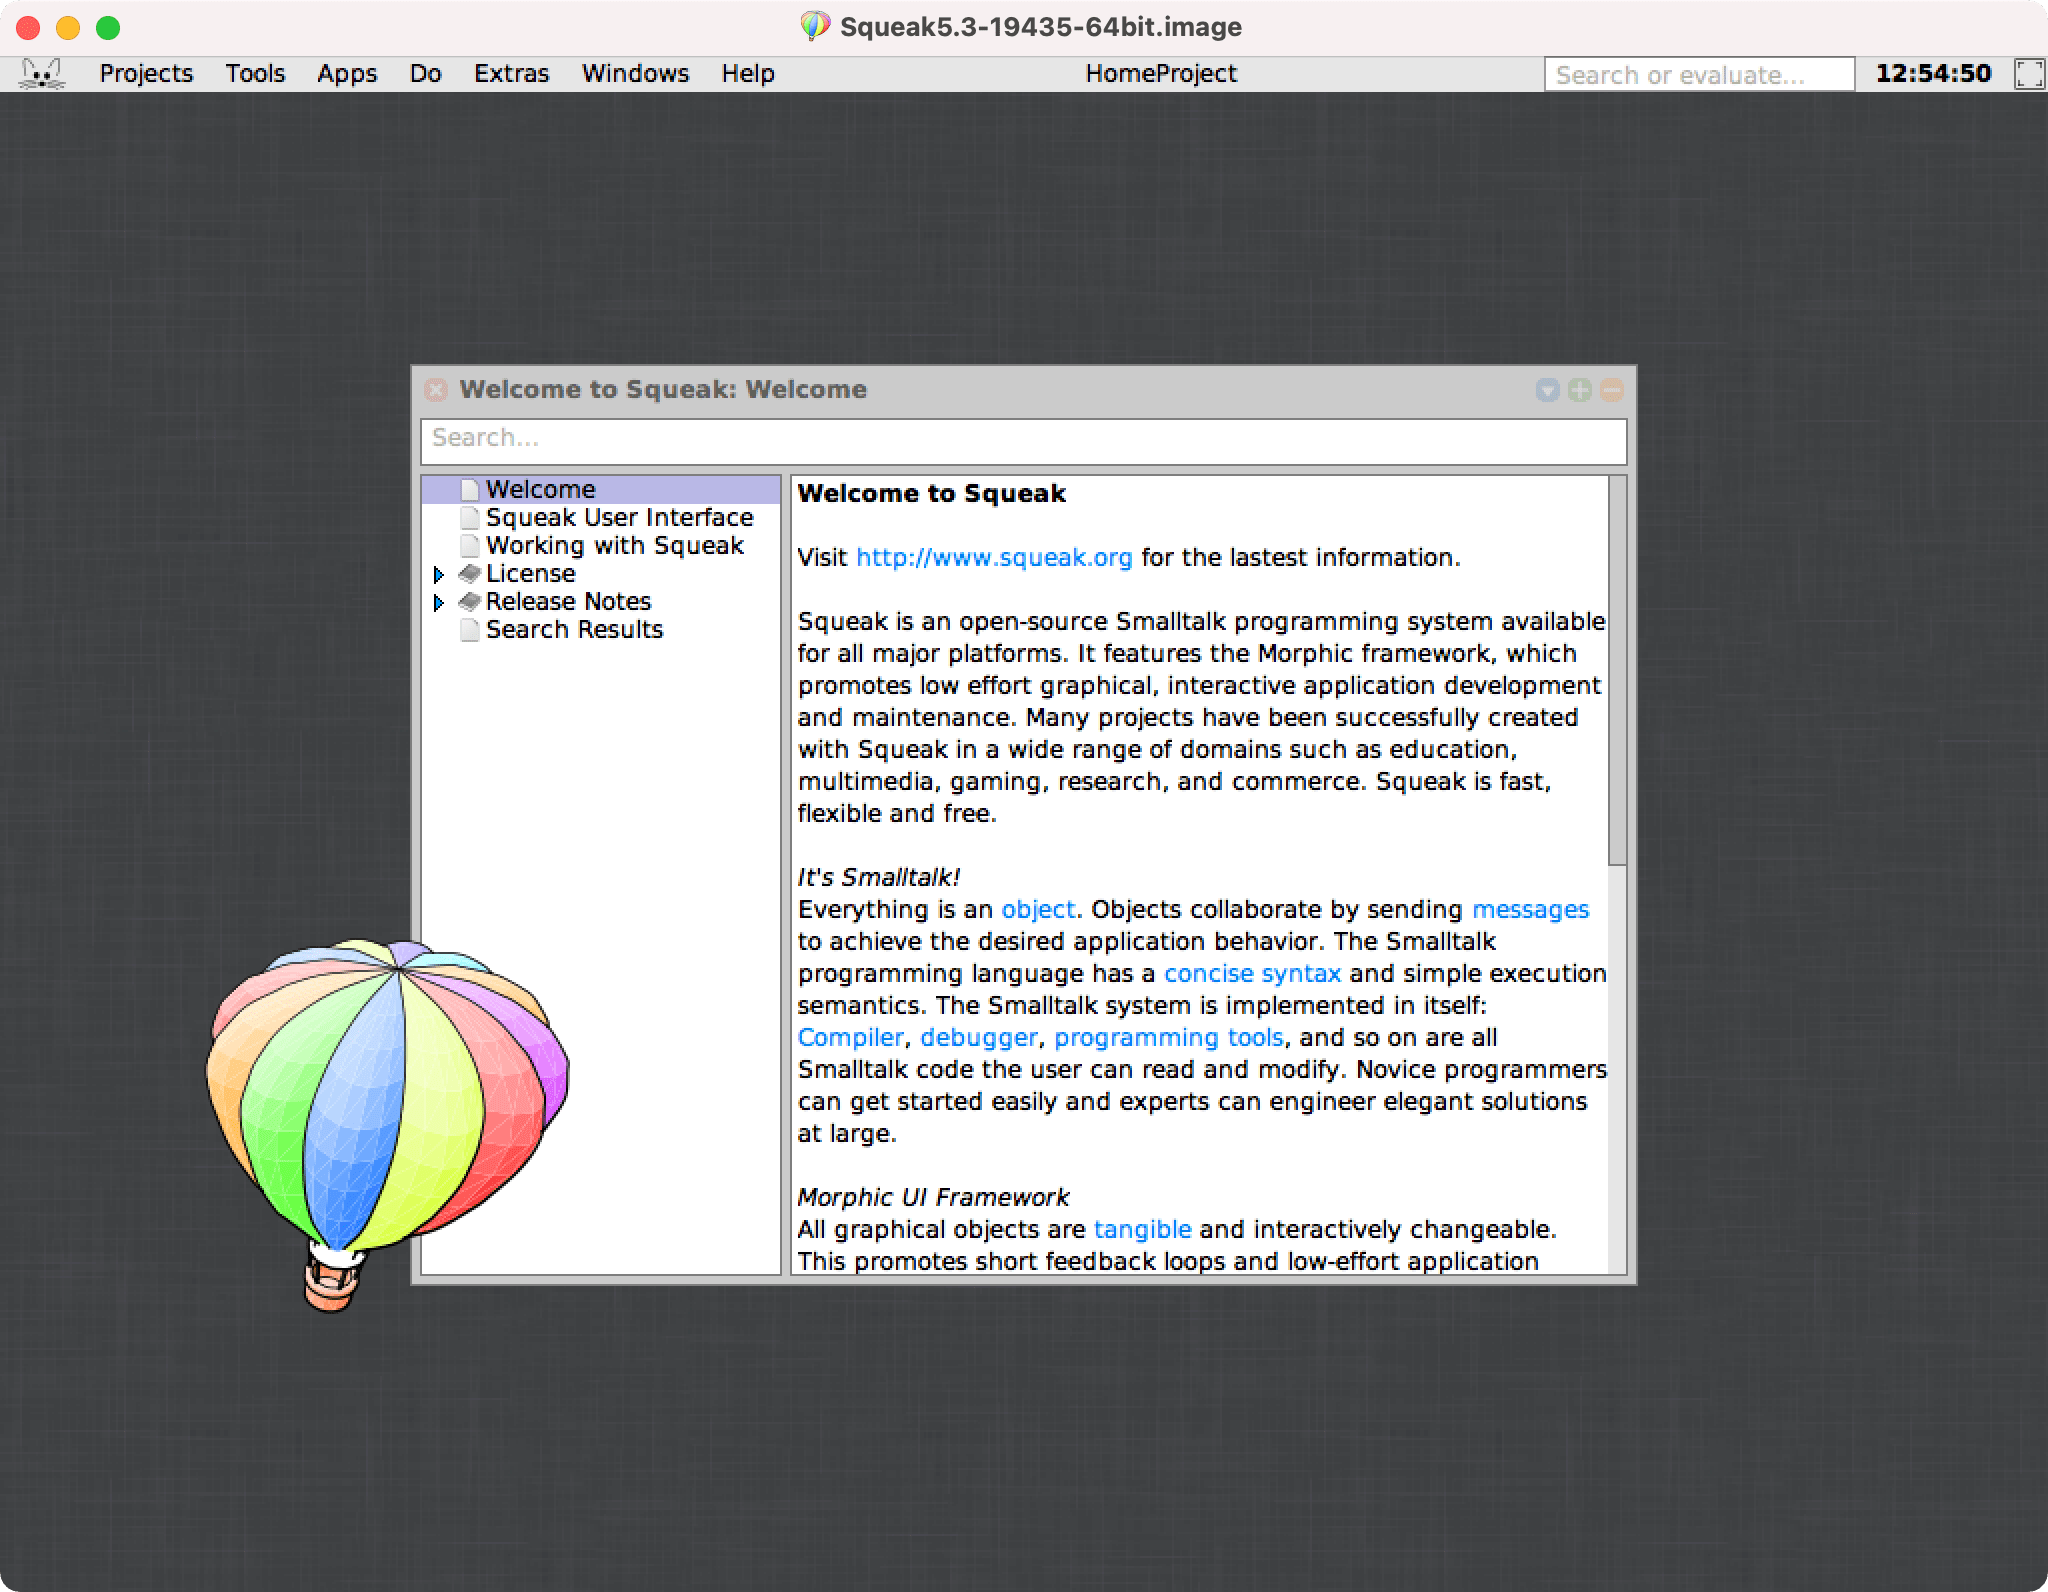 Squeak5.3-19435-64bit.image
Projects Tools Apps Do Extras Windows Help HomeProject Search or evaluate... 12:54:50
Welcome to Squeak: Welcome
Search...
Welcome
Squeak User Interface
Working with Squeak
License
Release Notes
Search Results
Welcome to Squeak
Visit http://www.squeak.org for the lastest information.
Squeak is an open-source Smalltalk programming system available
for all major platforms. It features the Morphic framework, which
promotes low effort graphical, interactive application development
and maintenance. Many projects have been successfully created
with Squeak in a wide range of domains such as education,
multimedia, gaming, research, and commerce. Squeak is fast,
flexible and free.
It's Smalltalk!
Everything is an object. Objects collaborate by sending messages
to achieve the desired application behavior. The Smalltalk
programming language has a concise syntax and simple execution
semantics. The Smalltalk system is implemented in itself:
Compiler, debugger, programming tools, and so on are all
Smalltalk code the user can read and modify. Novice programmers
can get started easily and experts can engineer elegant solutions
at large.
Morphic UI Framework
All graphical objects are tangible and interactively changeable.
This promotes short feedback loops and low-effort application